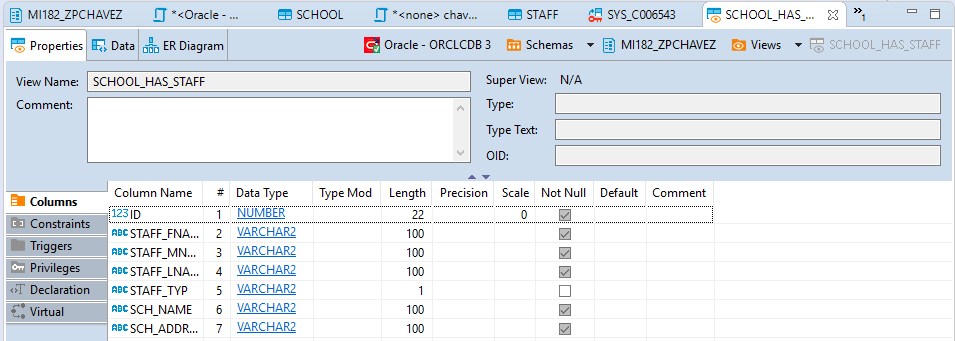 MI182_ZPCHAVEZ *<Oracle - ... SCHOOL *<none> chav... STAFF SYS_C006543 SCHOOL_HAS_... »1
Properties Data ER Diagram Oracle - ORCLCDB 3 Schemas MI182_ZPCHAVEZ Views SCHOOL_HAS_STAFF
View Name: SCHOOL_HAS_STAFF Super View: N/A
Comment: Type:
Type Text:
OID:
Column Name # Data Type Type Mod Length Precision Scale Not Null Default Comment
Columns 123 ID 1 NUMBER 22 0
Constraints ABC STAFF_FNA... 2 VARCHAR2 100
Triggers ABC STAFF_MN... 3 VARCHAR2 100
Privileges ABC STAFF_LNA... 4 VARCHAR2 100
Declaration ABC STAFF_TYP 5 VARCHAR2 1
Virtual ABC SCH_NAME 6 VARCHAR2 100
ABC SCH_ADDR... 7 VARCHAR2 100